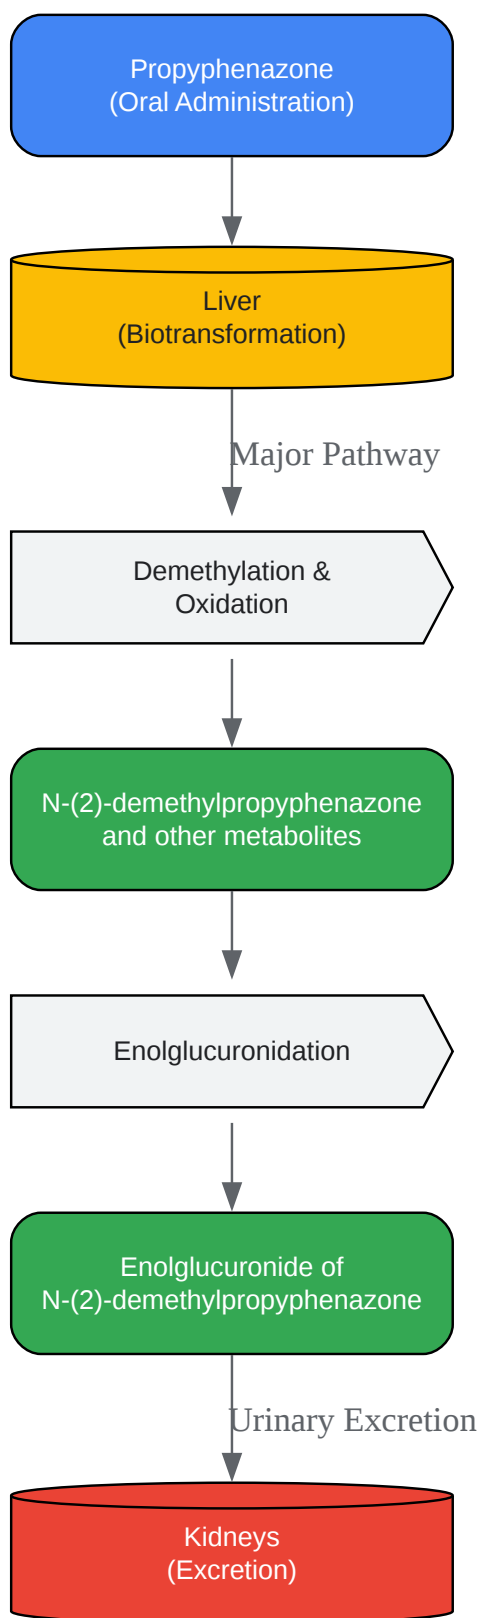 Propyphenazone
(Oral Administration)
Liver
(Biotransformation)
Major Pathway
Demethylation &
Oxidation
N-(2)-demethylpropyphenazone
and other metabolites
Enolglucuronidation
Enolglucuronide of
N-(2)-demethylpropyphenazone
Urinary Excretion
Kidneys
(Excretion)